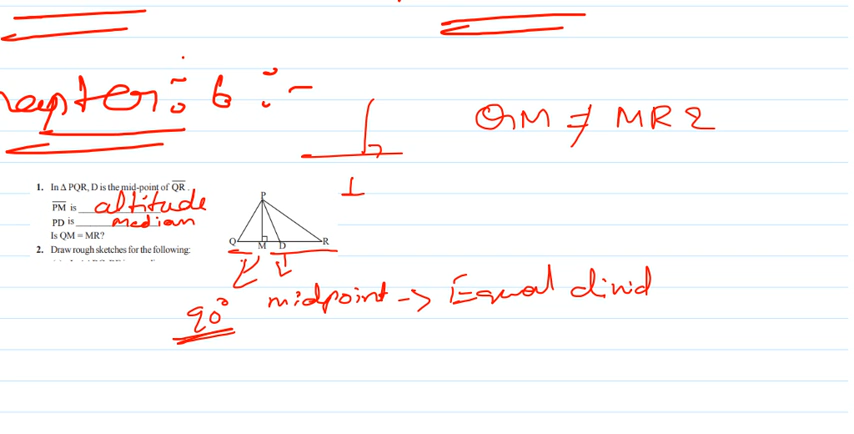 hapter : 6 :-
QM ≠ MR ?
1. In Δ PQR, D is the mid-point of QR .
PM is altitude
PD is median
Is QM = MR?
2. Draw rough sketches for the following:
P
Q M D R
⊥
90° midpoint -> Equal divid